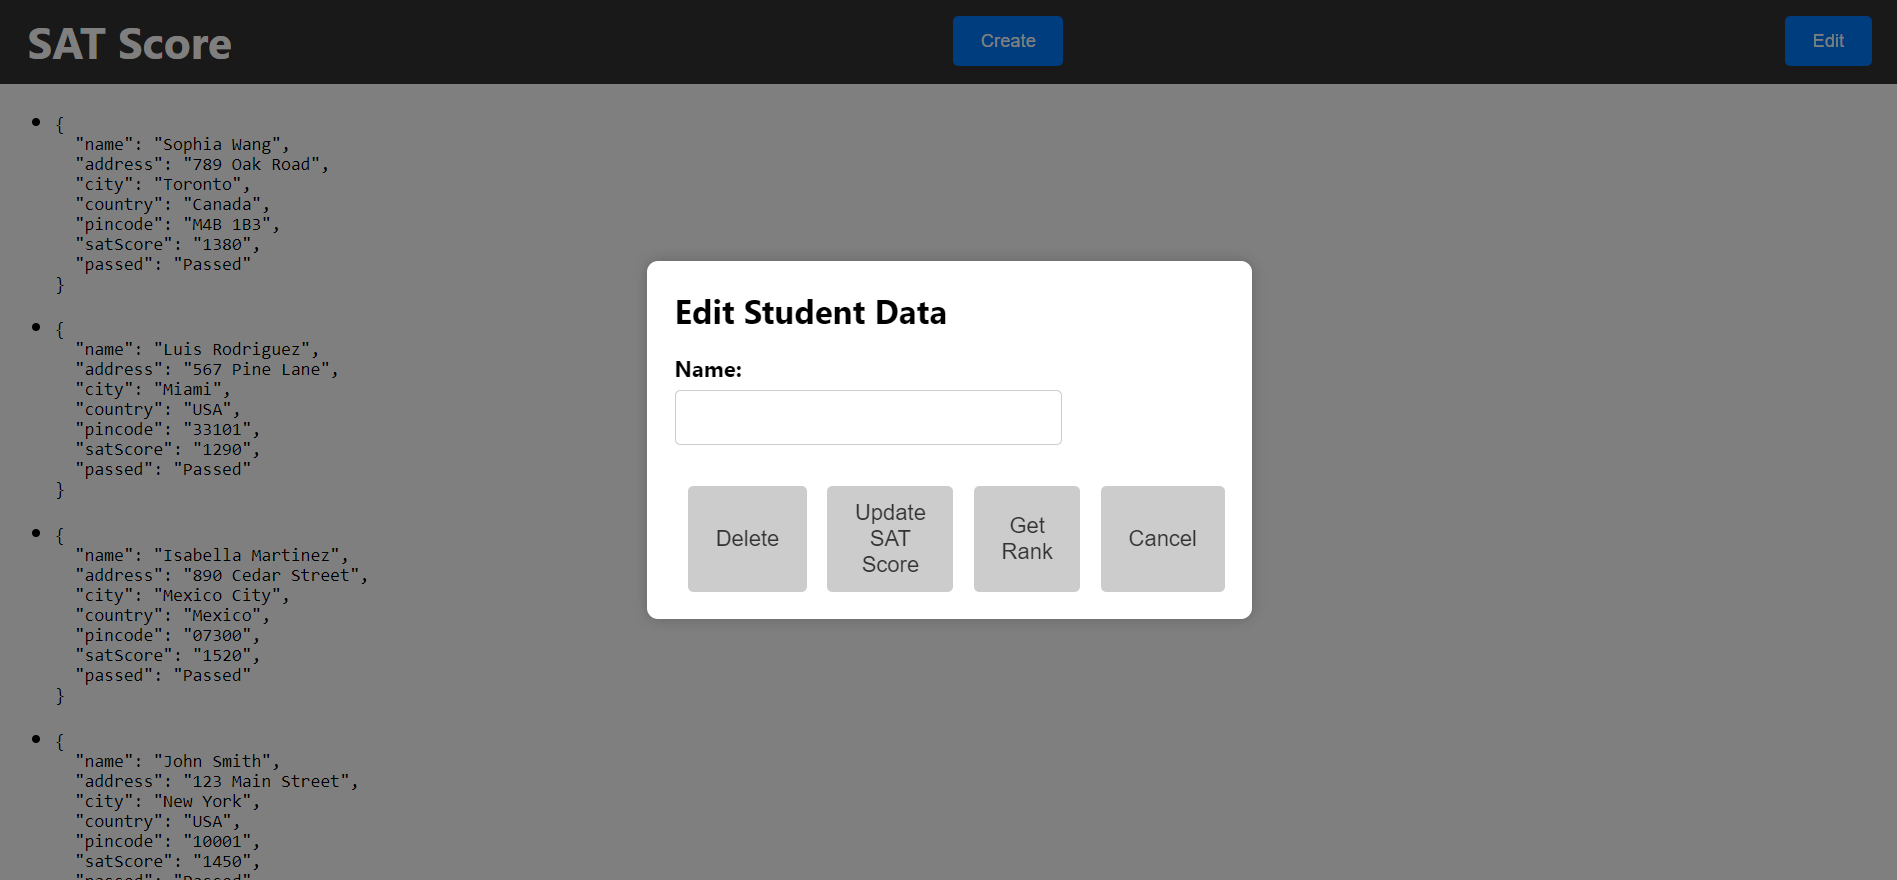 SAT Score
Create
Edit
{
"name": "Sophia Wang",
"address": "789 Oak Road",
"city": "Toronto",
"country": "Canada",
"pincode": "M4B 1B3",
"satScore": "1380",
"passed": "Passed"
}
{
"name": "Luis Rodriguez",
"address": "567 Pine Lane",
"city": "Miami",
"country": "USA",
"pincode": "33101",
"satScore": "1290",
"passed": "Passed"
}
{
"name": "Isabella Martinez",
"address": "890 Cedar Street",
"city": "Mexico City",
"country": "Mexico",
"pincode": "07300",
"satScore": "1520",
"passed": "Passed"
}
{
"name": "John Smith",
"address": "123 Main Street",
"city": "New York",
"country": "USA",
"pincode": "10001",
"satScore": "1450",
"passed": "Passed"
Edit Student Data
Name:
Delete
Update
SAT
Score
Get
Rank
Cancel